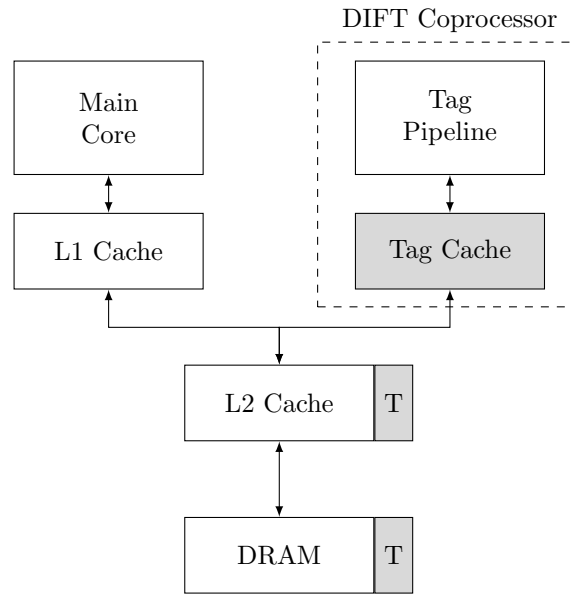 DIFT Coprocessor
Main
Core
Tag
Pipeline
L1 Cache
Tag Cache
L2 Cache
T
DRAM
T